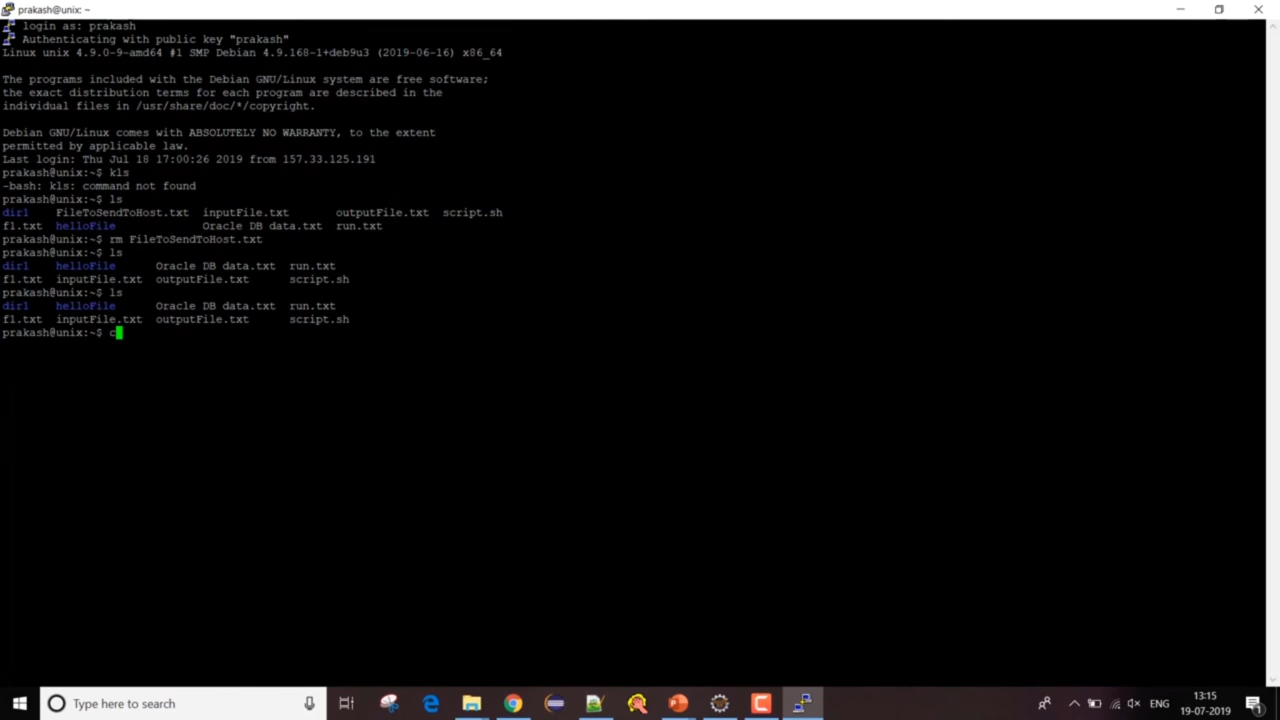 prakash@unix: ~
login as: prakash
Authenticating with public key "prakash"
Linux unix 4.9.0-9-amd64 #1 SMP Debian 4.9.168-1+deb9u3 (2019-06-16) x86_64
The programs included with the Debian GNU/Linux system are free software;
the exact distribution terms for each program are described in the
individual files in /usr/share/doc/*/copyright.
Debian GNU/Linux comes with ABSOLUTELY NO WARRANTY, to the extent
permitted by applicable law.
Last login: Thu Jul 18 17:00:26 2019 from 157.33.125.191
prakash@unix:~$ kls
-bash: kls: command not found
prakash@unix:~$ ls
dir1 FileToSendToHost.txt inputFile.txt outputFile.txt script.sh
f1.txt helloFile Oracle DB data.txt run.txt
prakash@unix:~$ rm FileToSendToHost.txt
prakash@unix:~$ ls
dir1 helloFile Oracle DB data.txt run.txt
f1.txt inputFile.txt outputFile.txt script.sh
prakash@unix:~$ ls
dir1 helloFile Oracle DB data.txt run.txt
f1.txt inputFile.txt outputFile.txt script.sh
prakash@unix:~$ c
Type here to search
ENG
13:15
19-07-2019
1